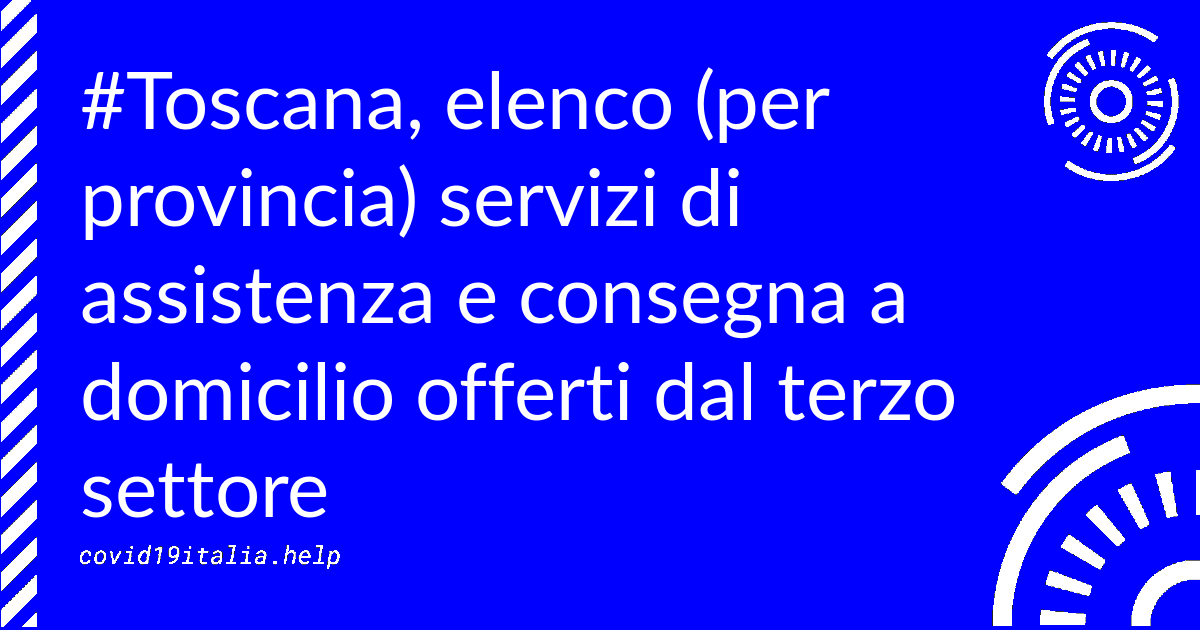 #Toscana, elenco (per
provincia) servizi di
assistenza e consegna a
domicilio offerti dal terzo
settore
covid19italia.help